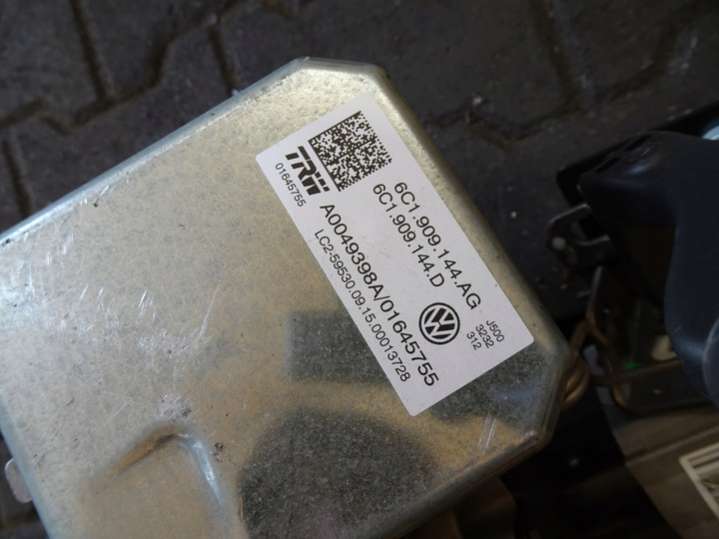 TRW
01645755
6C1.909.144.AG
6C1.909.144.D
A0049398A/01645755
LC2-59530.09.15.00013728
J500
3232
312